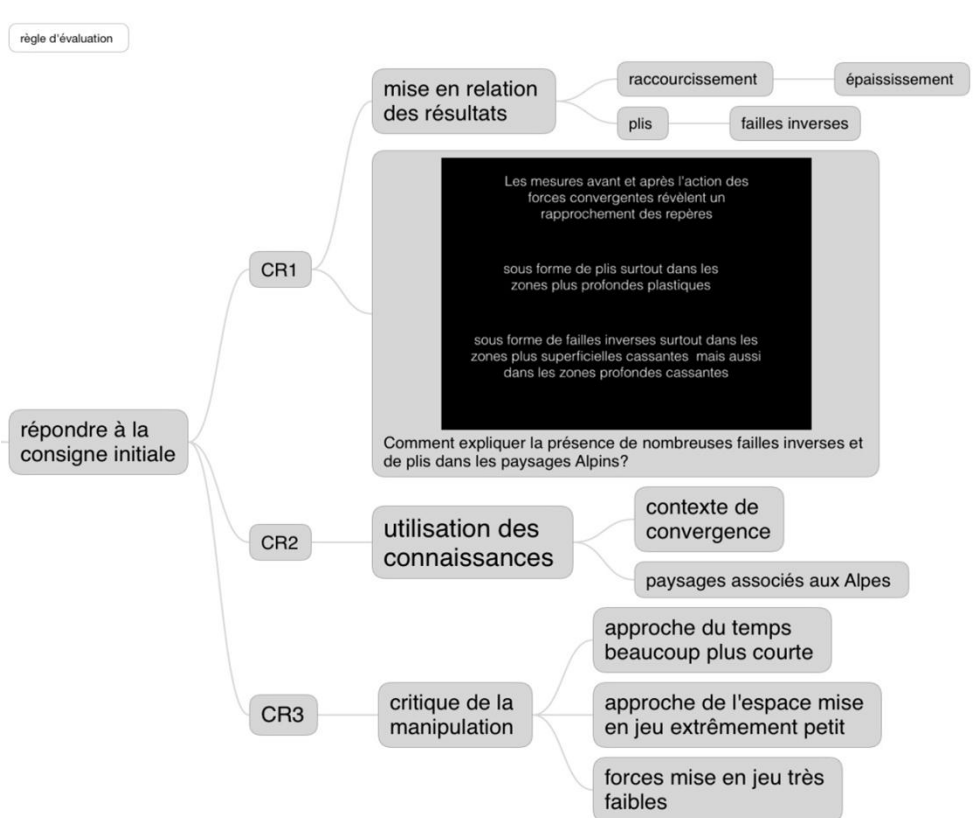 règle d'évaluation
répondre à la
consigne initiale
CR1
mise en relation
des résultats
raccourcissement
épaississement
plis
failles inverses
Les mesures avant et après l'action des
forces convergentes révèlent un
rapprochement des repères
sous forme de plis surtout dans les
zones plus profondes plastiques
sous forme de failles inverses surtout dans les
zones plus superficielles cassantes mais aussi
dans les zones profondes cassantes
Comment expliquer la présence de nombreuses failles inverses et
de plis dans les paysages Alpins?
CR2
utilisation des
connaissances
contexte de
convergence
paysages associés aux Alpes
CR3
critique de la
manipulation
approche du temps
beaucoup plus courte
approche de l'espace mise
en jeu extrêmement petit
forces mise en jeu très
faibles